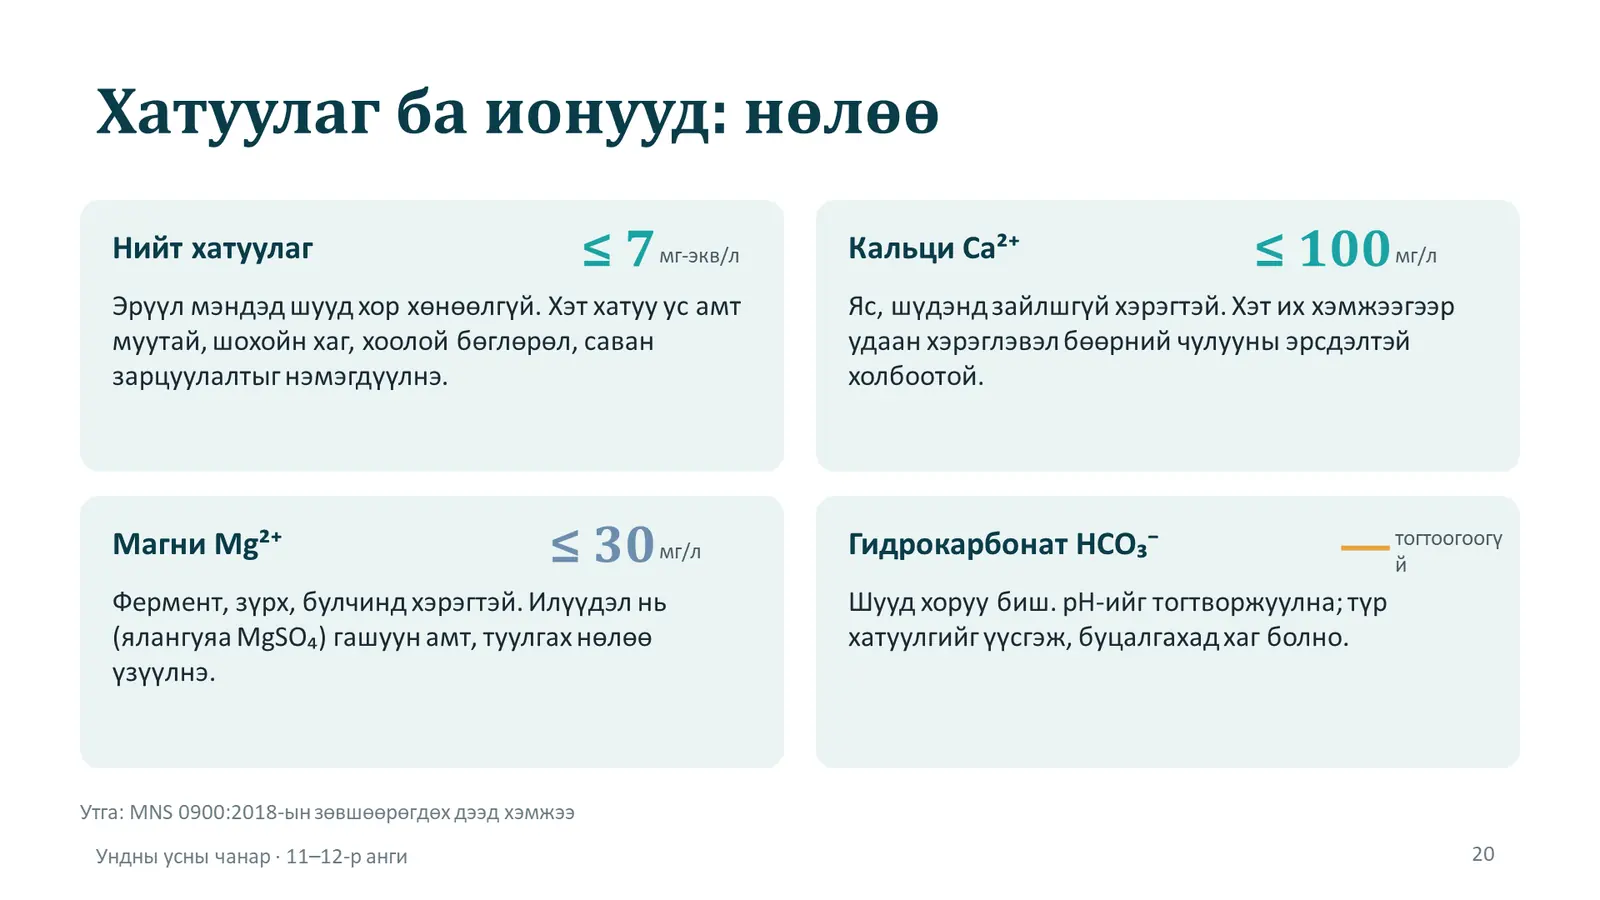 Хатуулаг ба ионууд: нөлөө
Нийт хатуулаг
≤ 7 мг-экв/л
Эрүүл мэндэд шууд хор хөнөөлгүй. Хэт хатуу ус амт
муутай, шохойн хаг, хоолой бөглөрөл, саван
зарцуулалтыг нэмэгдүүлнэ.
Кальци Ca²⁺
≤ 100 мг/л
Яс, шүдэнд зайлшгүй хэрэгтэй. Хэт их хэмжээгээр
удаан хэрэглэвэл бөөрний чулууны эрсдэлтэй
холбоотой.
Магни Mg²⁺
≤ 30 мг/л
Фермент, зүрх, булчинд хэрэгтэй. Илүүдэл нь
(ялангуяа MgSO₄) гашуун амт, туулгах нөлөө
үзүүлнэ.
Гидрокарбонат HCO₃⁻
— тогтоогоогү
й
Шууд хоруу биш. pH-ийг тогтворжуулна; түр
хатуулгийг үүсгэж, буцалгахад хаг болно.
Утга: MNS 0900:2018-ын зөвшөөрөгдөх дээд хэмжээ
Ундны усны чанар · 11–12-р анги
20